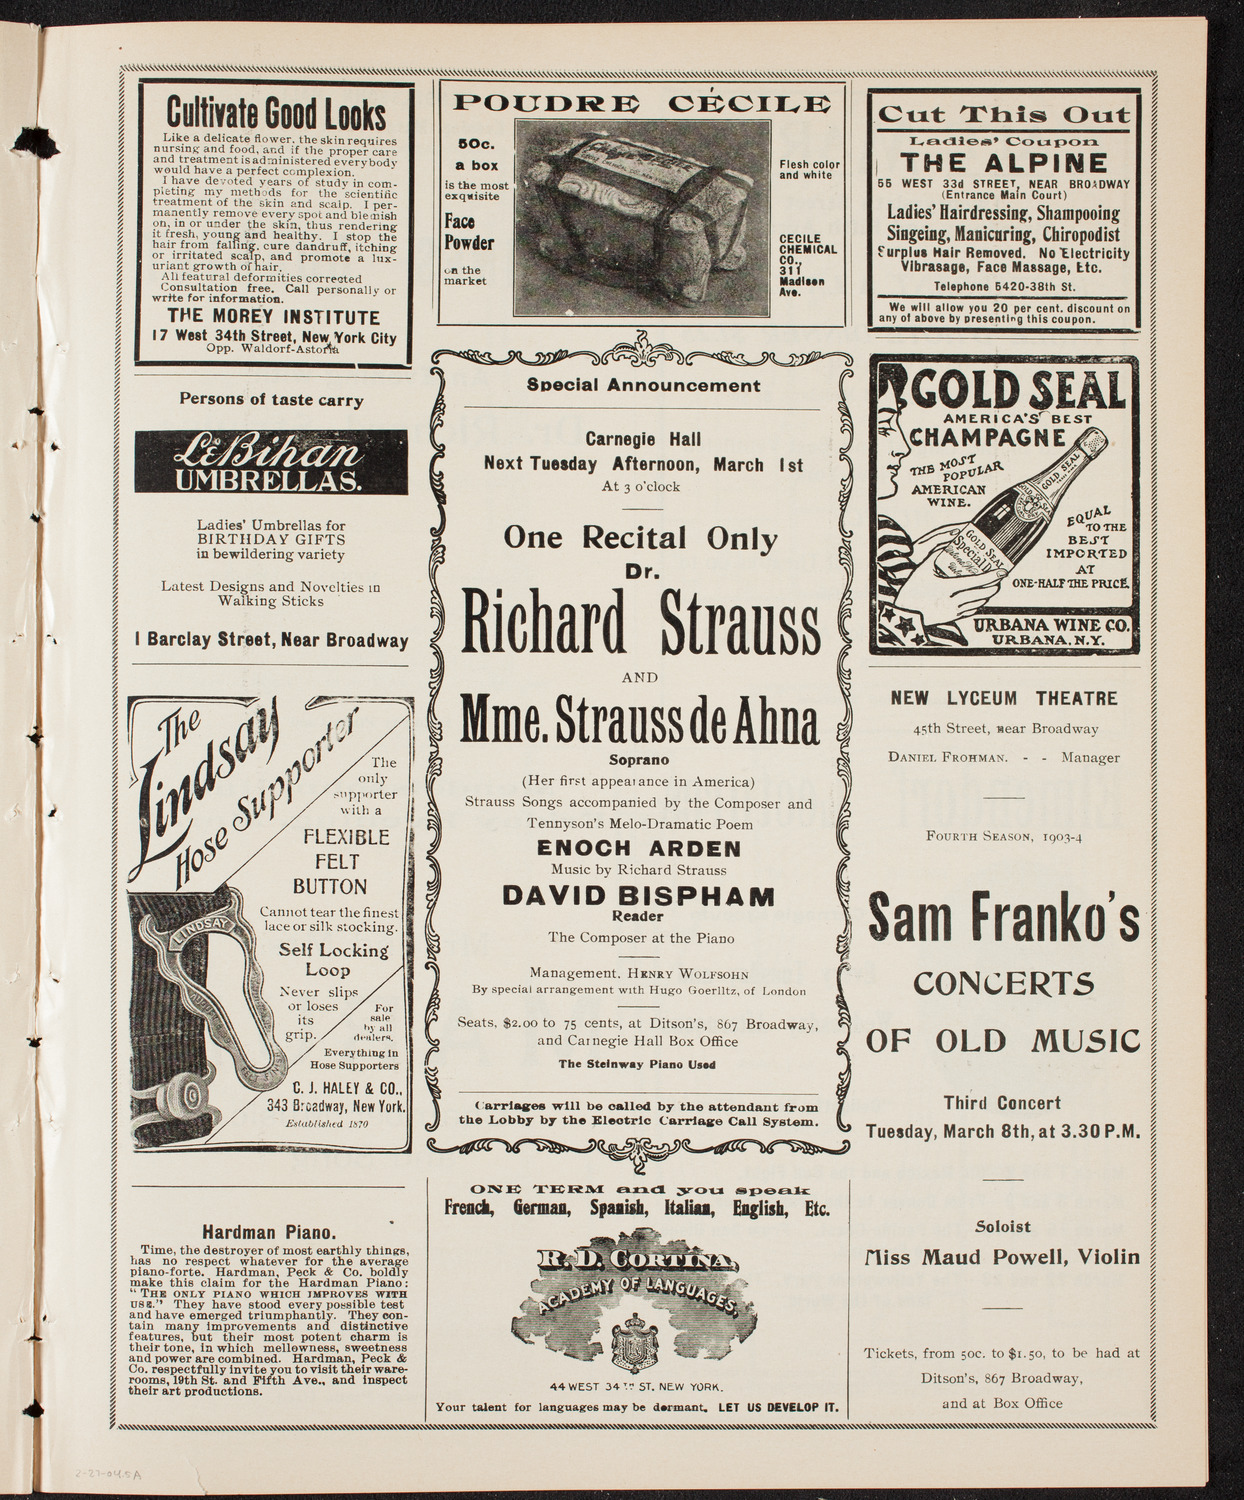 Cultivate Good Looks
Like a delicate flower, the skin requires
nursing and food, and if the proper care
and treatment is administered everybody
would have a perfect complexion.
I have devoted years of study in com-
pleting my methods for the scientific
treatment of the skin and scalp. I per-
manently remove every spot and blemish
on, in or under the skin, thus rendering
it fresh, young and healthy. I stop the
hair from falling, cure dandruff, itching
or irritated scalp, and promote a lux-
uriant growth of hair.
All featural deformities corrected
Consultation free. Call personally or
write for information.
THE MOREY INSTITUTE
17 West 34th Street, New York City
Opp. Waldorf-Astoria
Persons of taste carry
LeBihan
UMBRELLAS.
Ladies' Umbrellas for
BIRTHDAY GIFTS
in bewildering variety
Latest Designs and Novelties in
Walking Sticks
1 Barclay Street, Near Broadway
The
Lindsay
Hose Supporter
The
only
supporter
with a
FLEXIBLE
FELT
BUTTON
Cannot tear the finest
lace or silk stocking.
Self Locking
Loop
Never slips
or loses
its
grip.
For
sale
by all
dealers.
Everything in
Hose Supporters
C. J. HALEY & CO.,
343 Broadway, New York.
Established 1870
LINDSAY
Hardman Piano.
Time, the destroyer of most earthly things,
has no respect whatever for the average
piano-forte. Hardman, Peck & Co. boldly
make this claim for the Hardman Piano:
"THE ONLY PIANO WHICH IMPROVES WITH
USE." They have stood every possible test
and have emerged triumphantly. They con-
tain many improvements and distinctive
features, but their most potent charm is
their tone, in which mellowness, sweetness
and power are combined. Hardman, Peck &
Co. respectfully invite you to visit their ware-
rooms, 19th St. and Fifth Ave., and inspect
their art productions.
POUDRE CÉCILE
50c.
a box
is the most
exquisite
Face
Powder
on the
market
Flesh color
and white
CECILE
CHEMICAL
CO.,
311
Madison
Ave.
Special Announcement
Carnegie Hall
Next Tuesday Afternoon, March 1st
At 3 o'clock
One Recital Only
Dr.
Richard Strauss
AND
Mme. Strauss de Ahna
Soprano
(Her first appearance in America)
Strauss Songs accompanied by the Composer and
Tennyson's Melo-Dramatic Poem
ENOCH ARDEN
Music by Richard Strauss
DAVID BISPHAM
Reader
The Composer at the Piano
Management, HENRY WOLFSOHN
By special arrangement with Hugo Goerlitz, of London
Seats, $2.00 to 75 cents, at Ditson's, 867 Broadway,
and Carnegie Hall Box Office
The Steinway Piano Used
Carriages will be called by the attendant from
the Lobby by the Electric Carriage Call System.
ONE TERM and you speak
French, German, Spanish, Italian, English, Etc.
R. D. CORTINA
ACADEMY OF LANGUAGES,
44 WEST 34TH ST. NEW YORK.
Your talent for languages may be dormant. LET US DEVELOP IT.
Cut This Out
Ladies' Coupon
THE ALPINE
55 WEST 33d STREET, NEAR BROADWAY
(Entrance Main Court)
Ladies' Hairdressing, Shampooing
Singeing, Manicuring, Chiropodist
Surplus Hair Removed. No Electricity
Vibrasage, Face Massage, Etc.
Telephone 5420-38th St.
We will allow you 20 per cent. discount on
any of above by presenting this coupon.
GOLD SEAL
AMERICA'S BEST
CHAMPAGNE
THE MOST
POPULAR
AMERICAN
WINE.
GOLD SEAL
GOLD SEAL
Special
EQUAL
TO THE
BEST
IMPORTED
AT
ONE-HALF THE PRICE.
URBANA WINE CO.
URBANA, N.Y.
NEW LYCEUM THEATRE
45th Street, near Broadway
DANIEL FROHMAN. - - Manager
FOURTH SEASON, 1903-4
Sam Franko's
CONCERTS
OF OLD MUSIC
Third Concert
Tuesday, March 8th, at 3.30 P.M.
Soloist
Miss Maud Powell, Violin
Tickets, from 50c. to $1.50, to be had at
Ditson's, 867 Broadway,
and at Box Office
2-27-04.5A